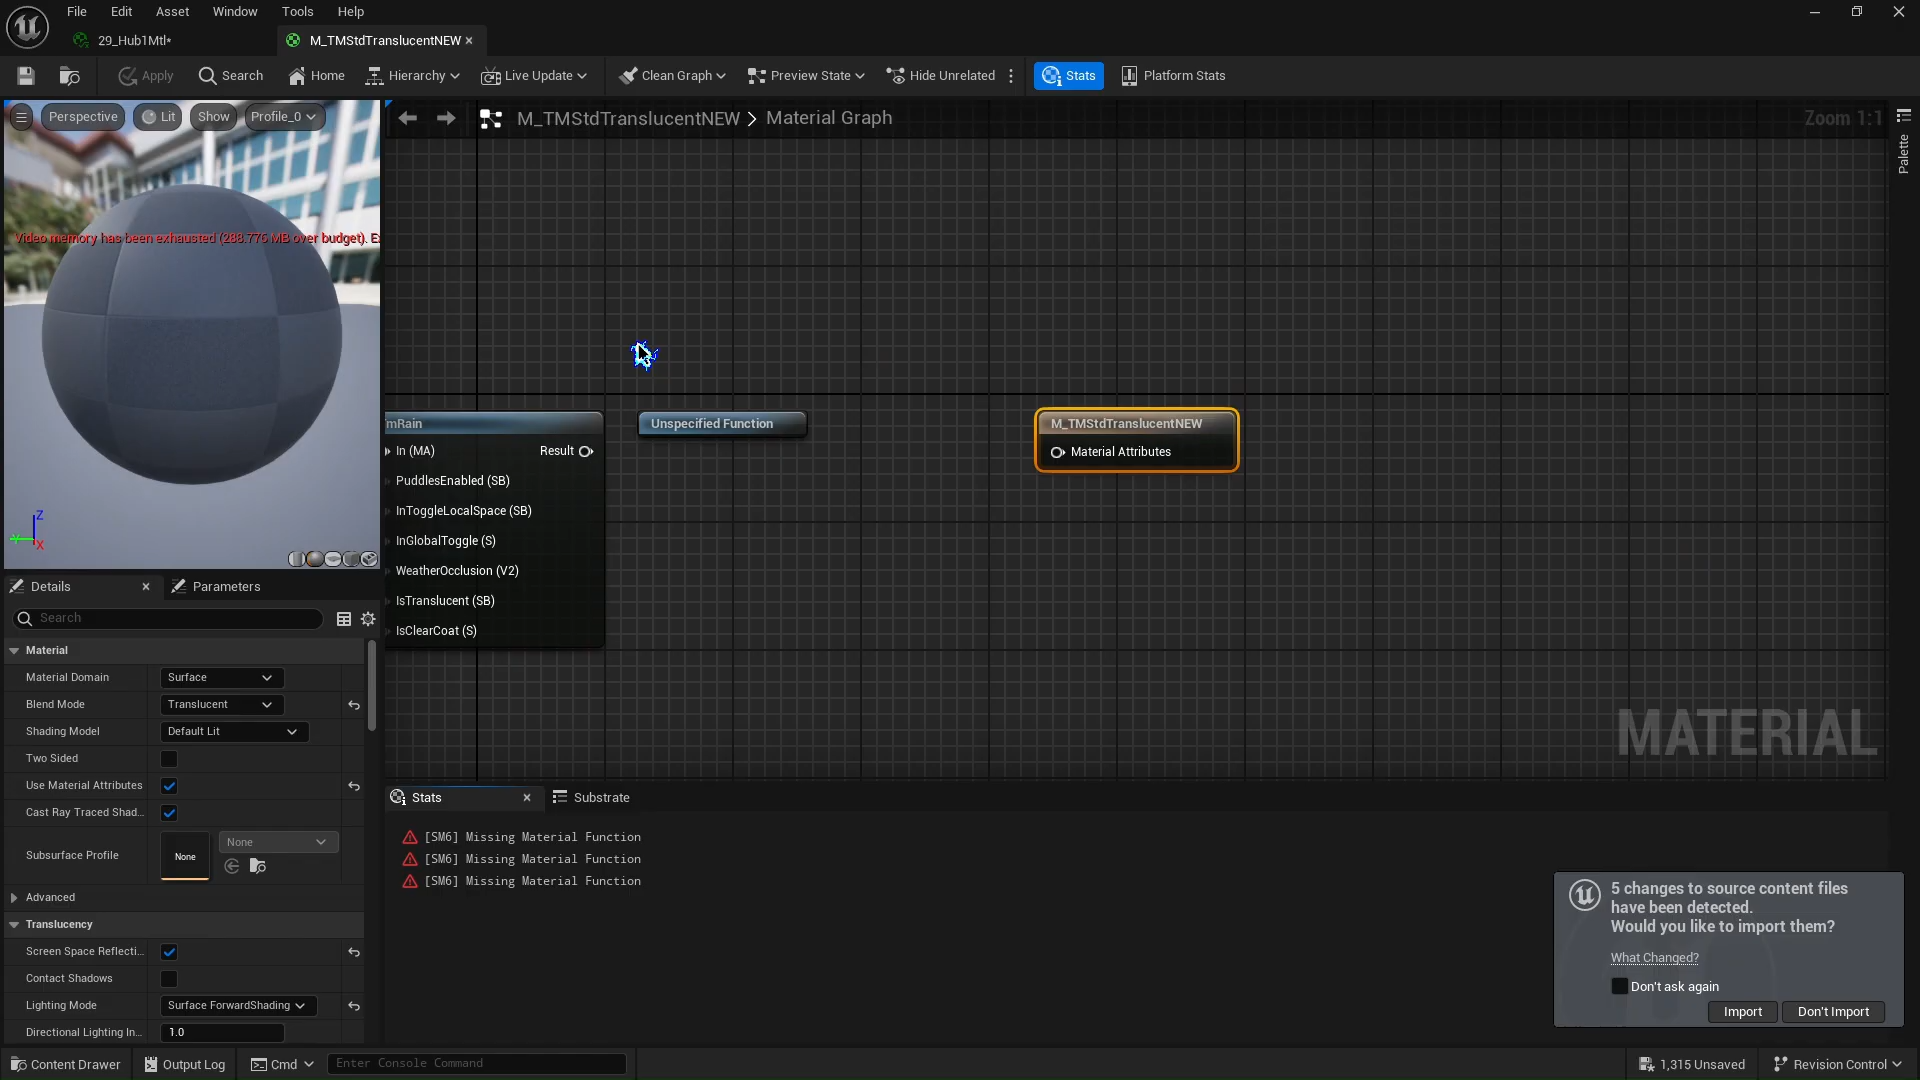 File Edit Asset Window Tools Help
29_Hub1Mtl*
M_TMStdTranslucentNEW
Apply Search Home Hierarchy Live Update Clean Graph Preview State Hide Unrelated Stats Platform Stats
Perspective Lit Show Profile_0
M_TMStdTranslucentNEW > Material Graph
Zoom 1:1
Palette
Video memory has been exhausted (288.776 MB over budget).
mRain
In (MA) Result
PuddlesEnabled (SB)
InToggleLocalSpace (SB)
InGlobalToggle (S)
WeatherOcclusion (V2)
IsTranslucent (SB)
IsClearCoat (S)
Unspecified Function
M_TMStdTranslucentNEW
Material Attributes
MATERIAL
Z
Y
X
Details Parameters
Search
Material
Material Domain Surface
Blend Mode Translucent
Shading Model Default Lit
Two Sided
Use Material Attributes
Cast Ray Traced Shad...
Subsurface Profile None None
Advanced
Translucency
Screen Space Reflecti...
Contact Shadows
Lighting Mode Surface ForwardShading
Directional Lighting In... 1.0
Stats Substrate
[SM6] Missing Material Function
[SM6] Missing Material Function
[SM6] Missing Material Function
5 changes to source content files
have been detected.
Would you like to import them?
What Changed?
Don't ask again
Import Don't Import
Content Drawer Output Log Cmd Enter Console Command
1,315 Unsaved Revision Control